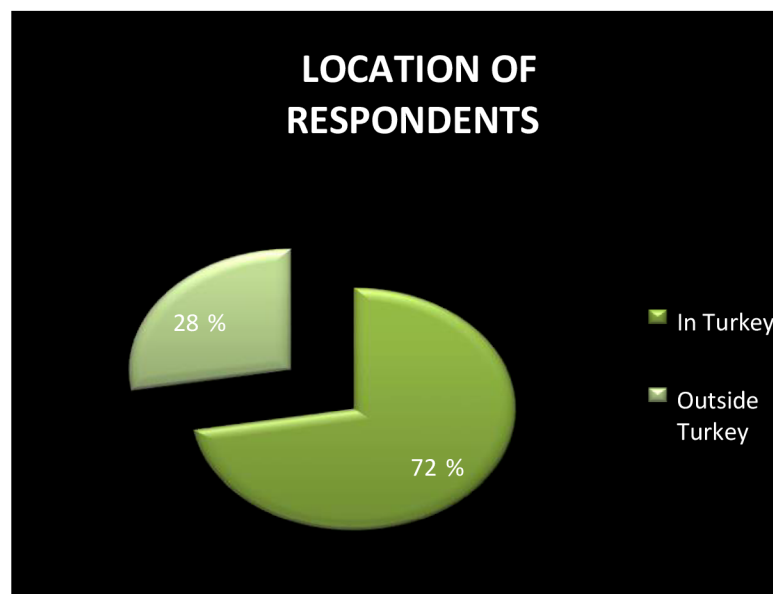 LOCATION OF
RESPONDENTS
28 %
72 %
In Turkey
Outside
Turkey